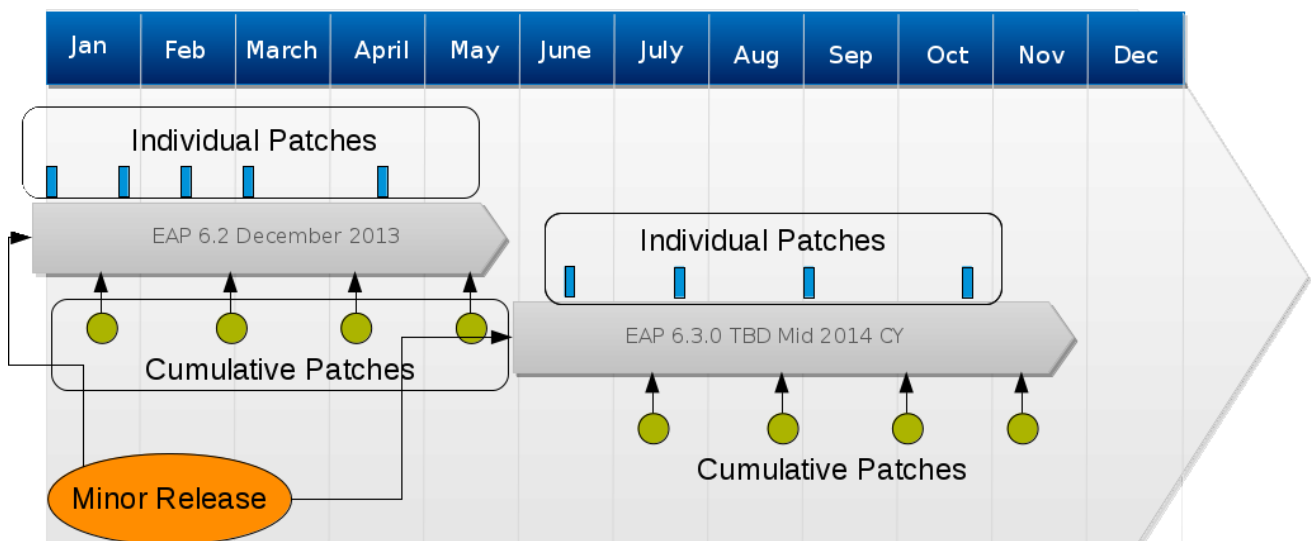 Jan Feb March April May June July Aug Sep Oct Nov Dec
Individual Patches
EAP 6.2 December 2013
Individual Patches
EAP 6.3.0 TBD Mid 2014 CY
Cumulative Patches
Cumulative Patches
Minor Release